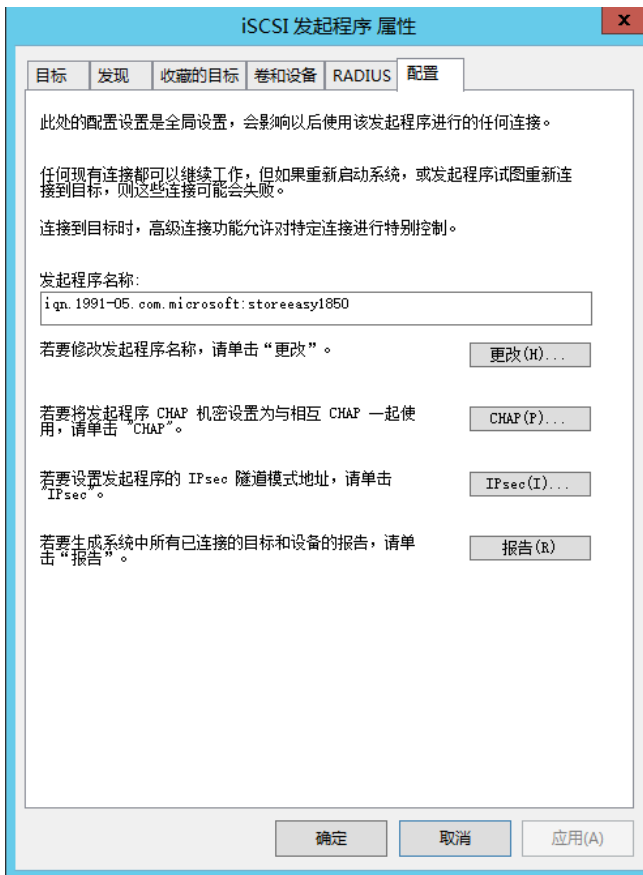 iSCSI 发起程序 属性
x
目标 发现 收藏的目标 卷和设备 RADIUS 配置
此处的配置设置是全局设置，会影响以后使用该发起程序进行的任何连接。
任何现有连接都可以继续工作，但如果重新启动系统，或发起程序试图重新连
接到目标，则这些连接可能会失败。
连接到目标时，高级连接功能允许对特定连接进行特别控制。
发起程序名称:
iqn.1991-05.com.microsoft:storeeasy1850
若要修改发起程序名称，请单击“更改”。
更改(H)...
若要将发起程序 CHAP 机密设置为与相互 CHAP 一起使
用，请单击 "CHAP"。
CHAP(P)...
若要设置发起程序的 IPsec 隧道模式地址，请单击
"IPsec"。
IPsec(I)...
若要生成系统中所有已连接的目标和设备的报告，请单
击“报告”。
报告(R)
确定 取消 应用(A)